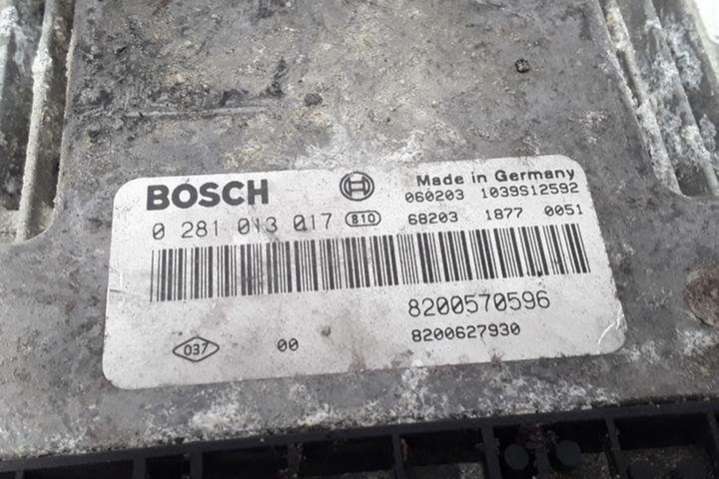 BOSCH
Made in Germany
060203 1039S12592
0 281 013 017 810 68203 1877 0051
8200570596
037 00 8200627930